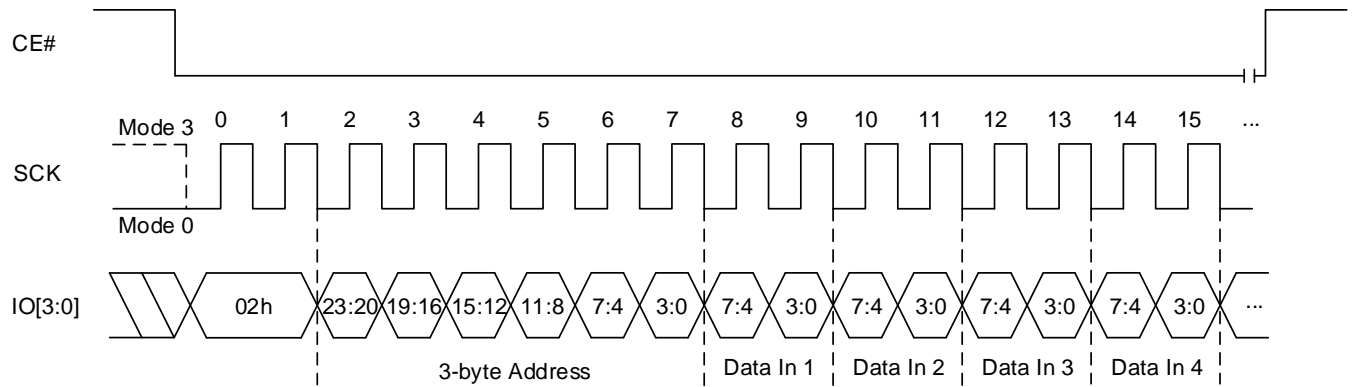 CE#
Mode 3
0 1 2 3 4 5 6 7 8 9 10 11 12 13 14 15 ...
SCK
Mode 0
IO[3:0]
02h 23:20 19:16 15:12 11:8 7:4 3:0 7:4 3:0 7:4 3:0 7:4 3:0 7:4 3:0 ...
3-byte Address Data In 1 Data In 2 Data In 3 Data In 4